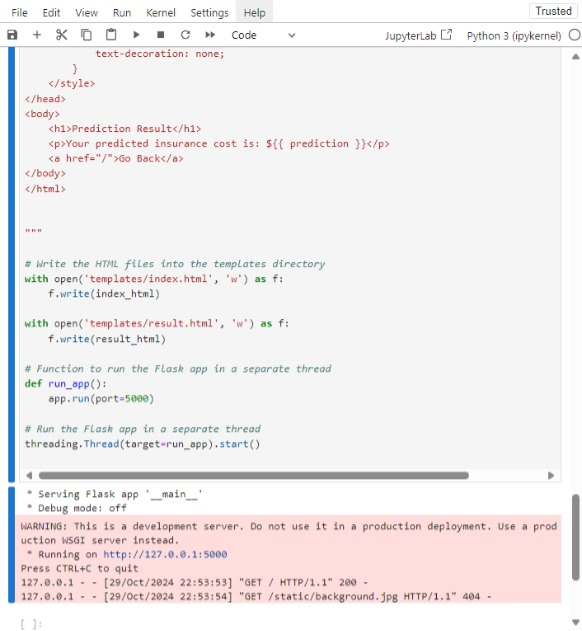 File Edit View Run Kernel Settings Help Trusted
Code JupyterLab Python 3 (ipykernel)
text-decoration: none;
}
</style>
</head>
<body>
<h1>Prediction Result</h1>
<p>Your predicted insurance cost is: ${{ prediction }}</p>
<a href="/">Go Back</a>
</body>
</html>
"""
# Write the HTML files into the templates directory
with open('templates/index.html', 'w') as f:
f.write(index_html)
with open('templates/result.html', 'w') as f:
f.write(result_html)
# Function to run the Flask app in a separate thread
def run_app():
app.run(port=5000)
# Run the Flask app in a separate thread
threading.Thread(target=run_app).start()
* Serving Flask app '__main__'
* Debug mode: off
WARNING: This is a development server. Do not use it in a production deployment. Use a prod
uction WSGI server instead.
* Running on http://127.0.0.1:5000
Press CTRL+C to quit
127.0.0.1 - - [29/Oct/2024 22:53:53] "GET / HTTP/1.1" 200 -
127.0.0.1 - - [29/Oct/2024 22:53:54] "GET /static/background.jpg HTTP/1.1" 404 -
[ ]: